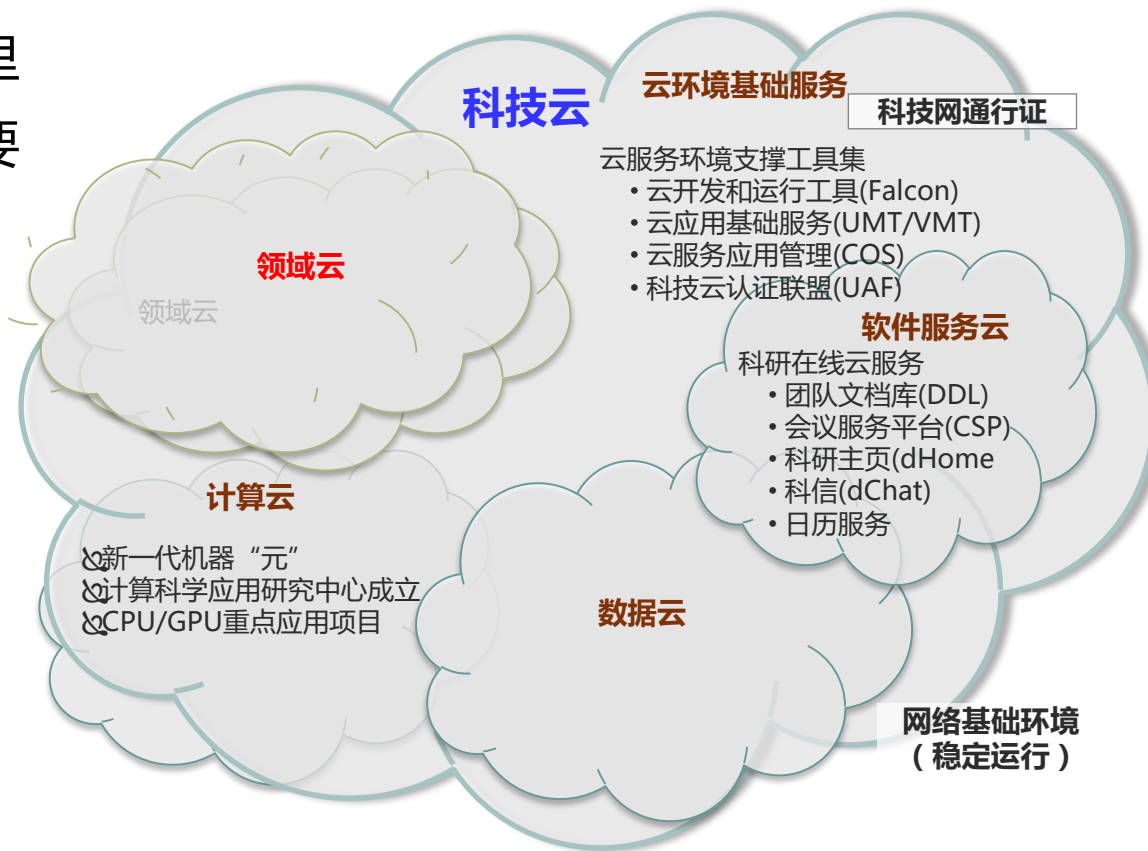 里
要
科技云
云环境基础服务
科技网通行证
云服务环境支撑工具集
•云开发和运行工具(Falcon)
•云应用基础服务(UMT/VMT)
•云服务应用管理(COS)
•科技云认证联盟(UAF)
领域云
领域云
软件服务云
科研在线云服务
•团队文档库(DDL)
•会议服务平台(CSP)
•科研主页(dHome
•科信(dChat)
•日历服务
计算云
新一代机器“元”
计算科学应用研究中心成立
CPU/GPU重点应用项目
数据云
网络基础环境
（稳定运行）